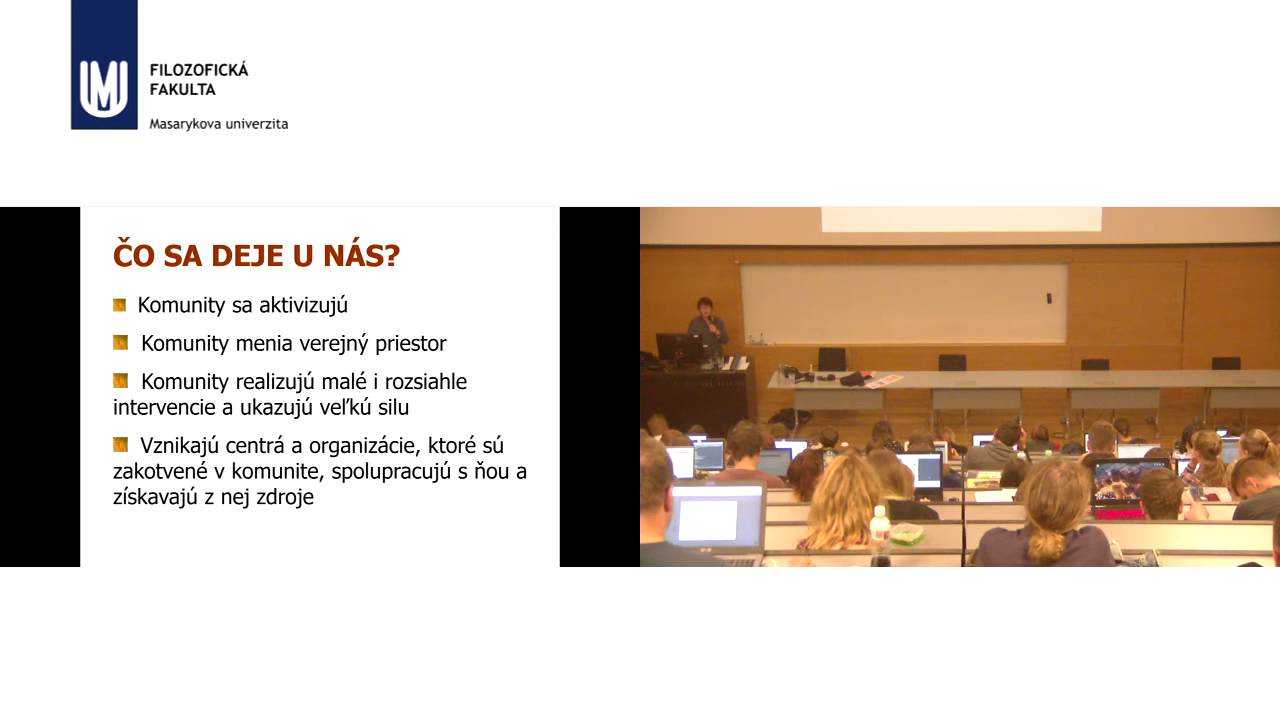 FILOZOFICKÁ
FAKULTA
Masarykova univerzita
ČO SA DEJE U NÁS?
Komunity sa aktivizujú
Komunity menia verejný priestor
Komunity realizujú malé i rozsiahle
intervencie a ukazujú veľkú silu
Vznikajú centrá a organizácie, ktoré sú
zakotvené v komunite, spolupracujú s ňou a
získavajú z nej zdroje